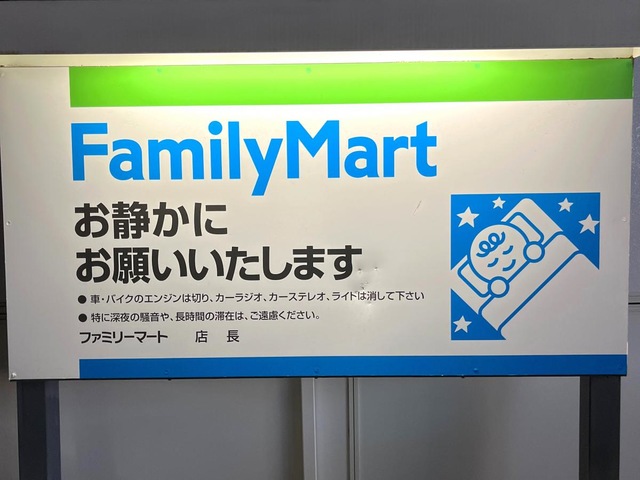 FamilyMart
お静かに
お願いいたします
● 車・バイクのエンジンは切り、カーラジオ、カーステレオ、ライトは消して下さい
● 特に深夜の騒音や、長時間の滞在は、ご遠慮ください。
ファミリーマート 店 長